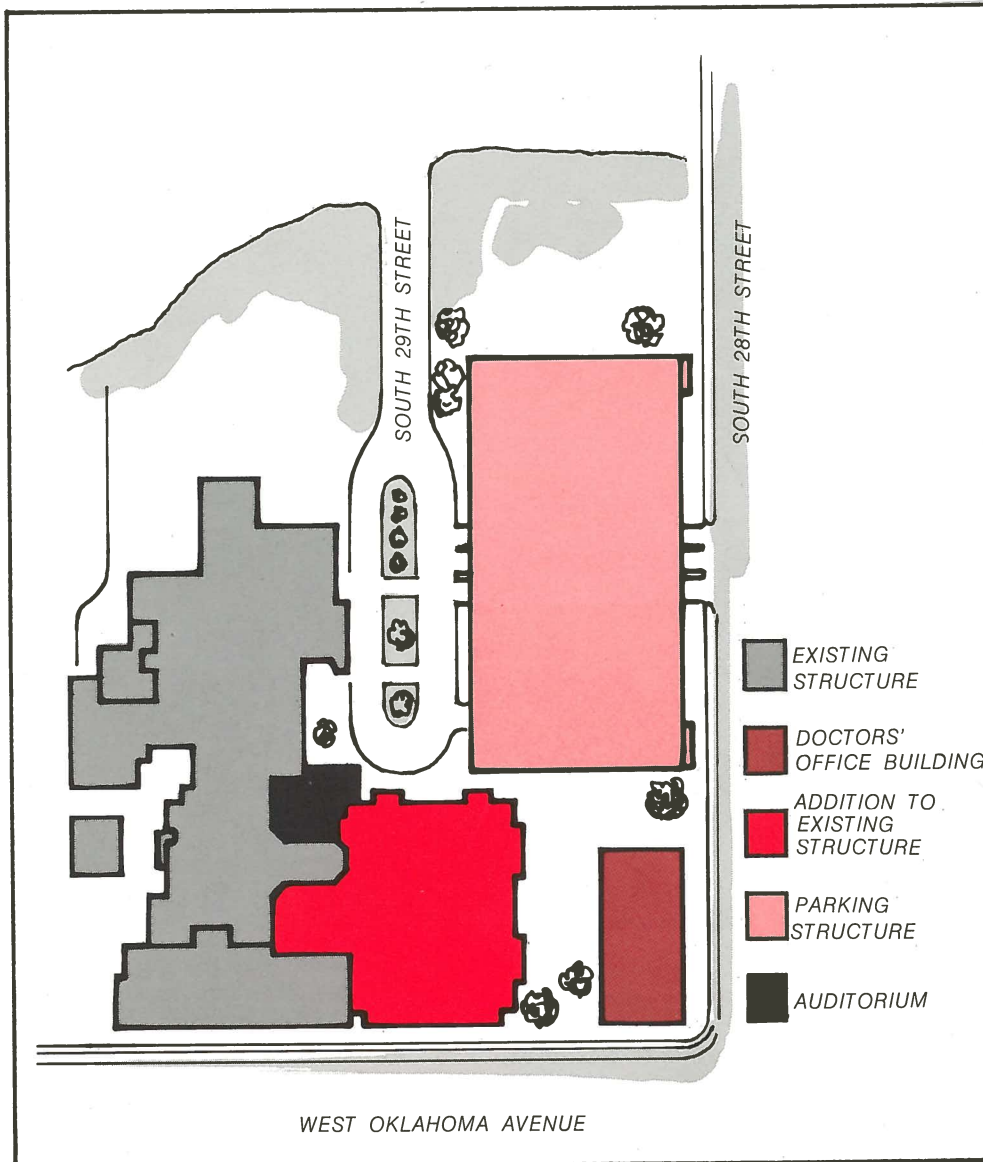 SOUTH 29TH STREET
SOUTH 28TH STREET
EXISTING
STRUCTURE
DOCTORS'
OFFICE BUILDING
ADDITION TO
EXISTING
STRUCTURE
PARKING
STRUCTURE
AUDITORIUM
WEST OKLAHOMA AVENUE